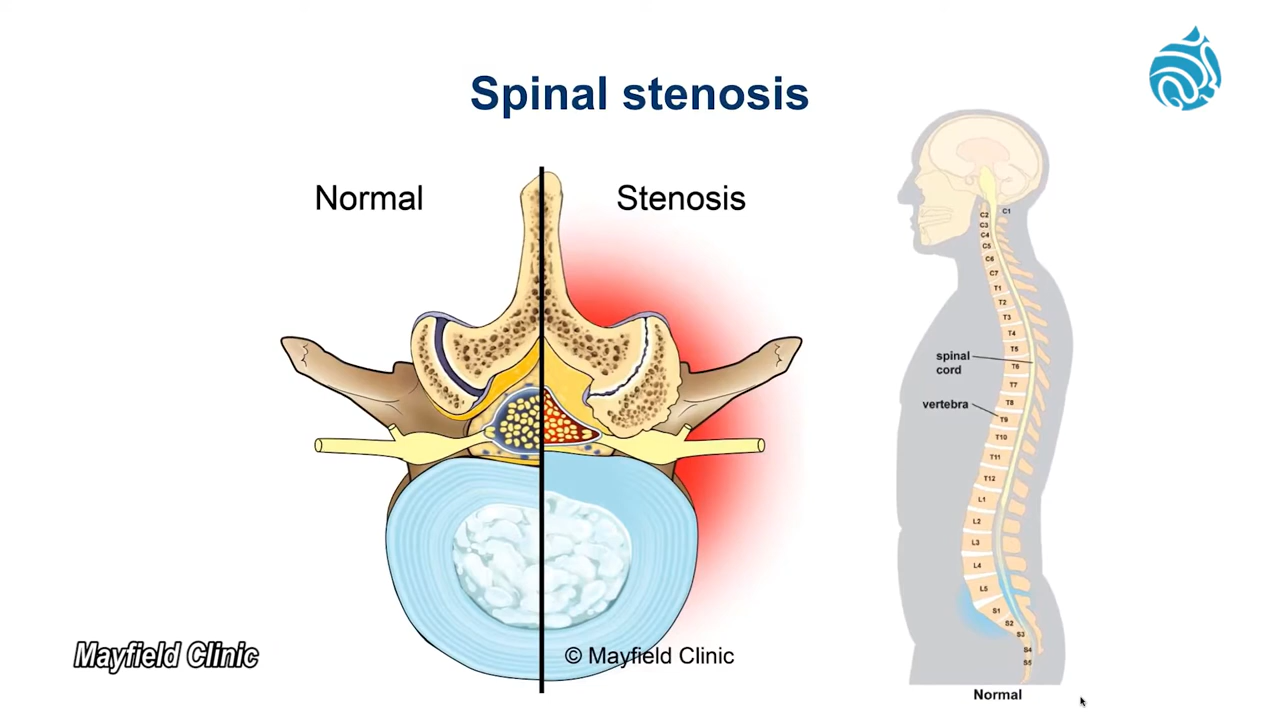 Spinal stenosis
Normal
Stenosis
C1
C2
C3
C4
C5
C6
C7
T1
T2
T3
T4
T5
T6
T7
T8
T9
T10
T11
T12
L1
L2
L3
L4
L5
S1
S2
S3
S4
S5
spinal
cord
vertebra
Normal
© Mayfield Clinic
Mayfield Clinic